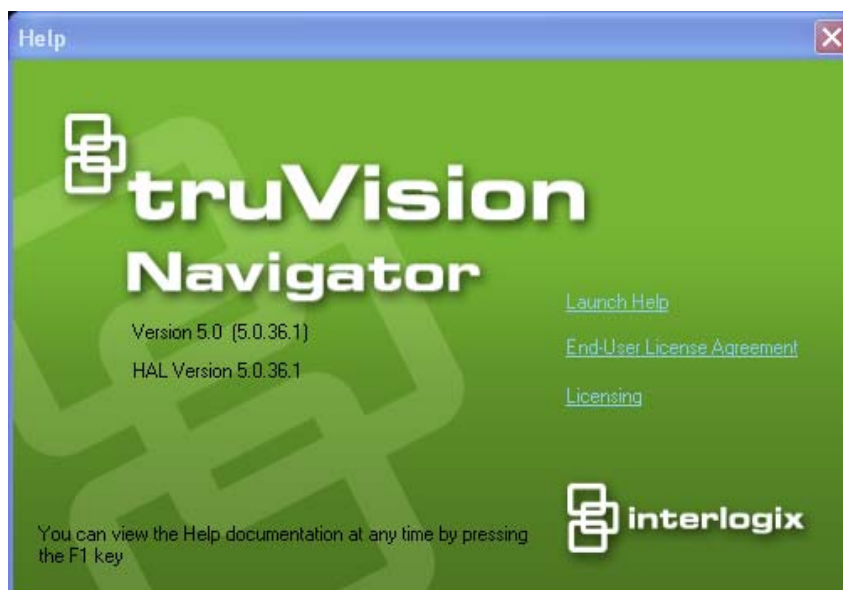 Help
truVision
Navigator
Version 5.0 (5.0.36.1)
HAL Version 5.0.36.1
Launch Help
End-User License Agreement
Licensing
You can view the Help documentation at any time by pressing
the F1 key
interlogix